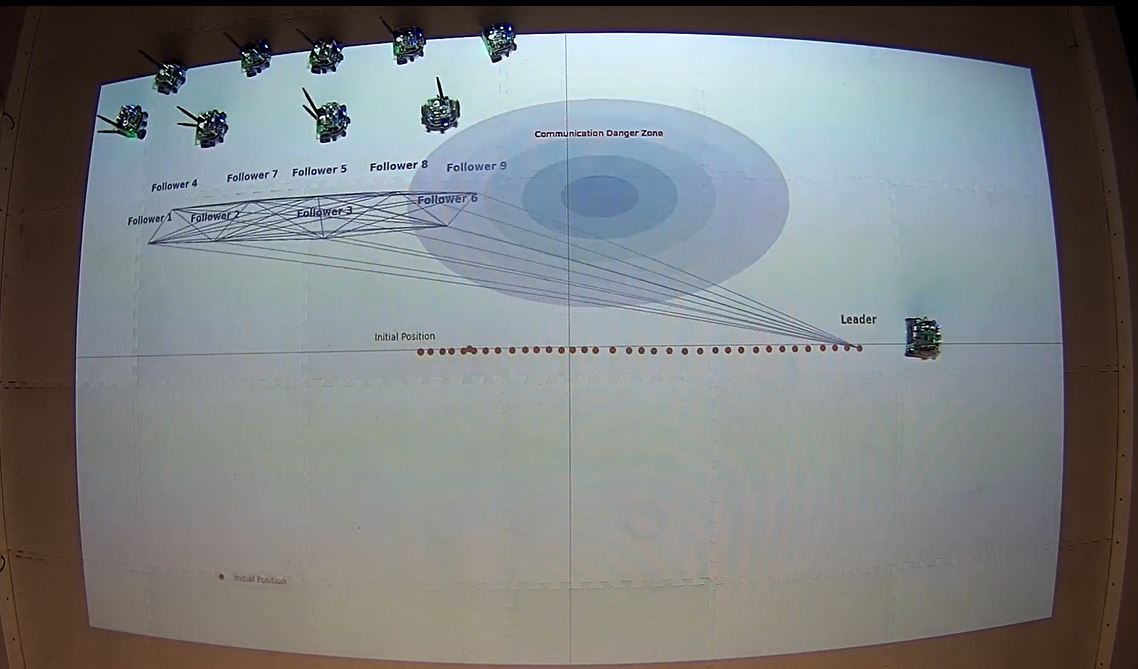 Communication Danger Zone
Follower 4
Follower 7
Follower 5
Follower 8
Follower 9
Follower 1
Follower 2
Follower 3
Follower 6
Leader
Initial Position
Initial Position